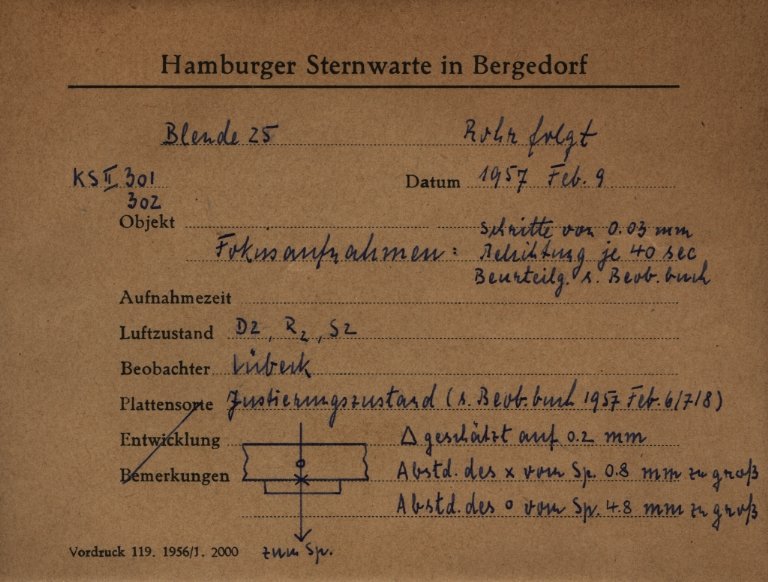 Hamburger Sternwarte in Bergedorf
Blende 25 Rohr folgt
KS II 301 Datum 1957 Feb. 9
302
Objekt Schritte von 0.03 mm
Fokusaufnahmen: Belichtung je 40 sec
Beurteilg. s. Beob.buch
Aufnahmezeit
Luftzustand D2, R2, S2
Beobachter Lübeck
Plattensorte Justierungszustand (s. Beob.buch 1957 Feb. 6/7/8)
Entwicklung Δ geschätzt auf 0.2 mm
Bemerkungen Abstd. des x vom Sp. 0.8 mm zu groß
Abstd. des o vom Sp. 4.8 mm zu groß
Vordruck 119. 1956/1. 2000 zum Sp.